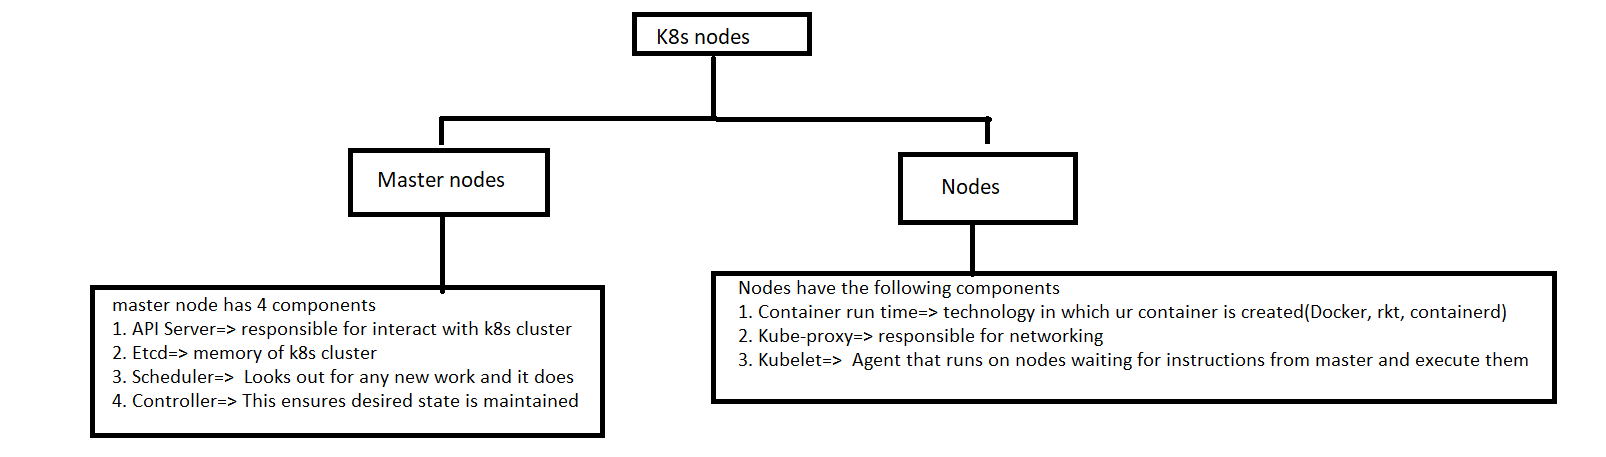 K8s nodes
Master nodes
Nodes
master node has 4 components
1. API Server=> responsible for interact with k8s cluster
2. Etcd=> memory of k8s cluster
3. Scheduler=>  Looks out for any new work and it does
4. Controller=> This ensures desired state is maintained
Nodes have the following components
1. Container run time=> technology in which ur container is created(Docker, rkt, containerd)
2. Kube-proxy=> responsible for networking
3. Kubelet=>  Agent that runs on nodes waiting for instructions from master and execute them